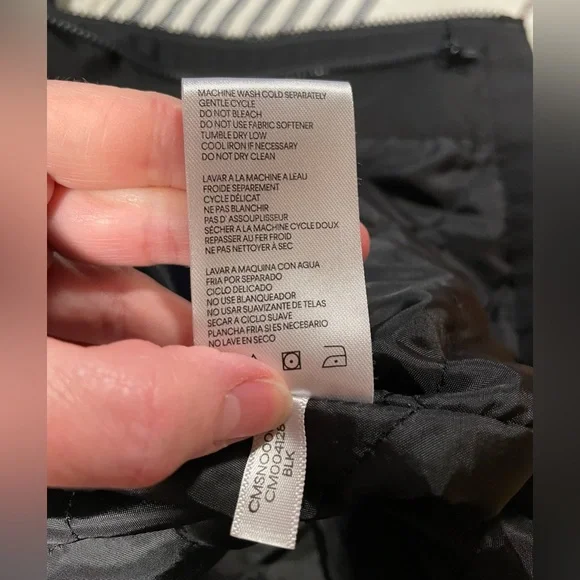 MACHINE WASH COLD SEPARATELY
GENTLE CYCLE
DO NOT BLEACH
DO NOT USE FABRIC SOFTENER
TUMBLE DRY LOW
COOL IRON IF NECESSARY
DO NOT DRY CLEAN
LAVAR A LA MACHINE A LEAU
FROIDE SEPAREMENT
CYCLE DÉLICAT
NE PAS BLANCHIR
PAS D' ASSOUPLISSEUR
SÉCHER A LA MACHINE CYCLE DOUX
REPASSER AU FER FROID
NE PAS NETTOYER À SEC
LAVAR A MAQUINA CON AGUA
FRIA POR SEPARADO
CICLO DELICADO
NO USE BLANQUEADOR
NO USAR SUAVIZANTE DE TELAS
SECAR A CICLO SUAVE
PLANCHA FRIA SI ES NECESARIO
NO LAVE EN SECO
BLK